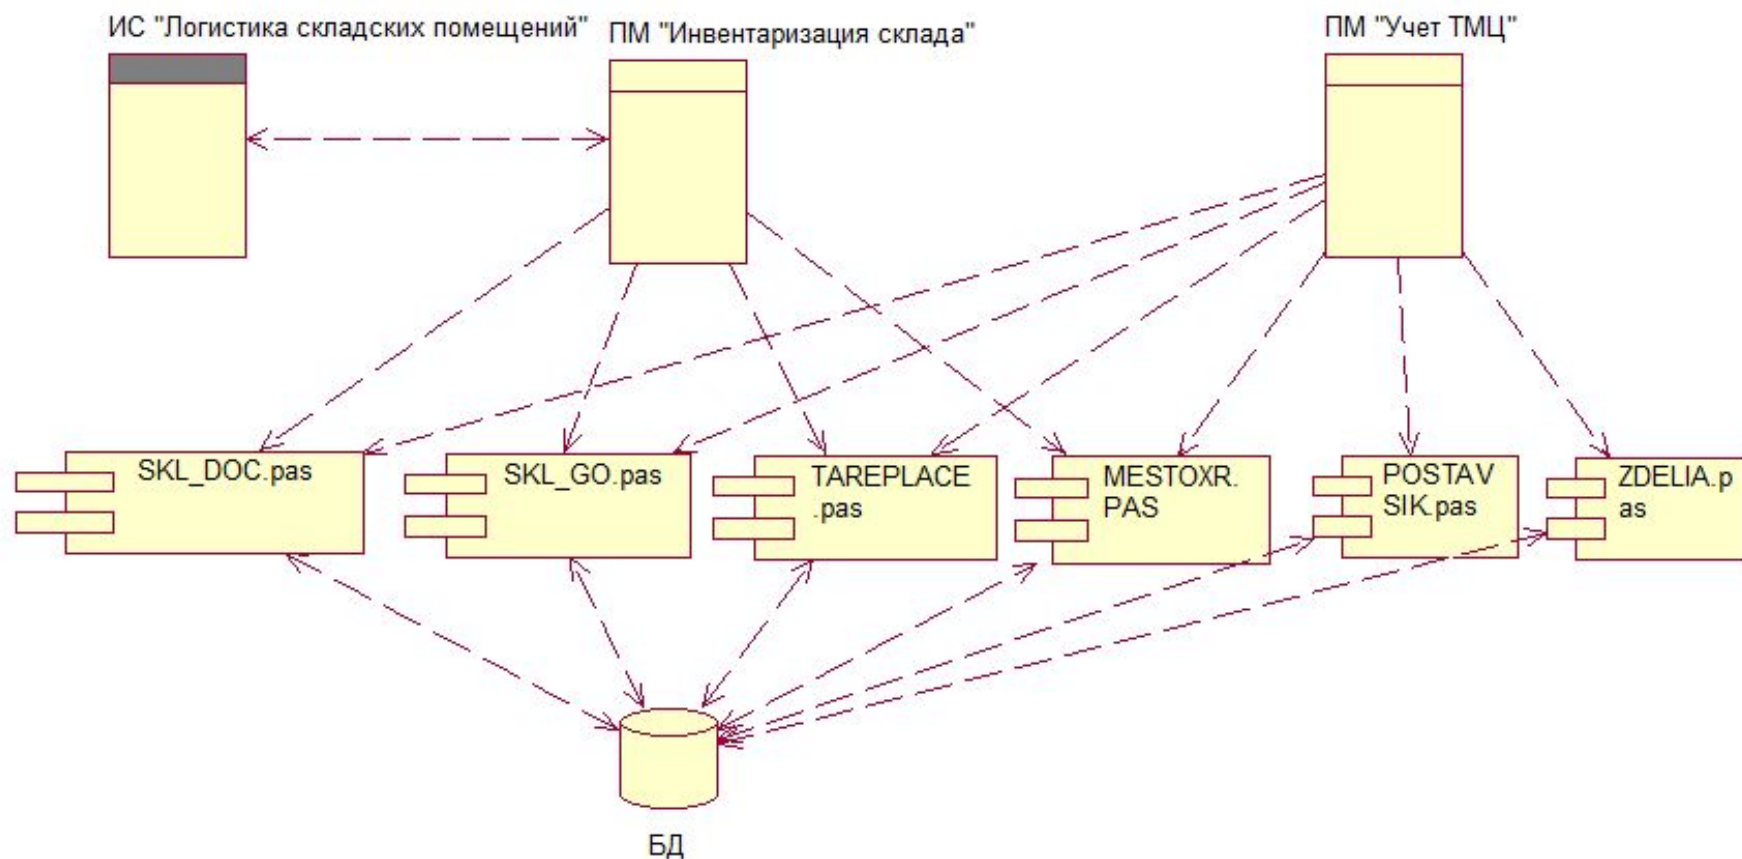 ИС "Логистика складских помещений"
ПМ "Инвентаризация склада"
ПМ "Учет ТМЦ"
SKL_DOC.pas
SKL_GO.pas
TAREPLACE
.pas
MESTOXR.
PAS
POSTAV
SIK.pas
ZDELIA.p
as
БД